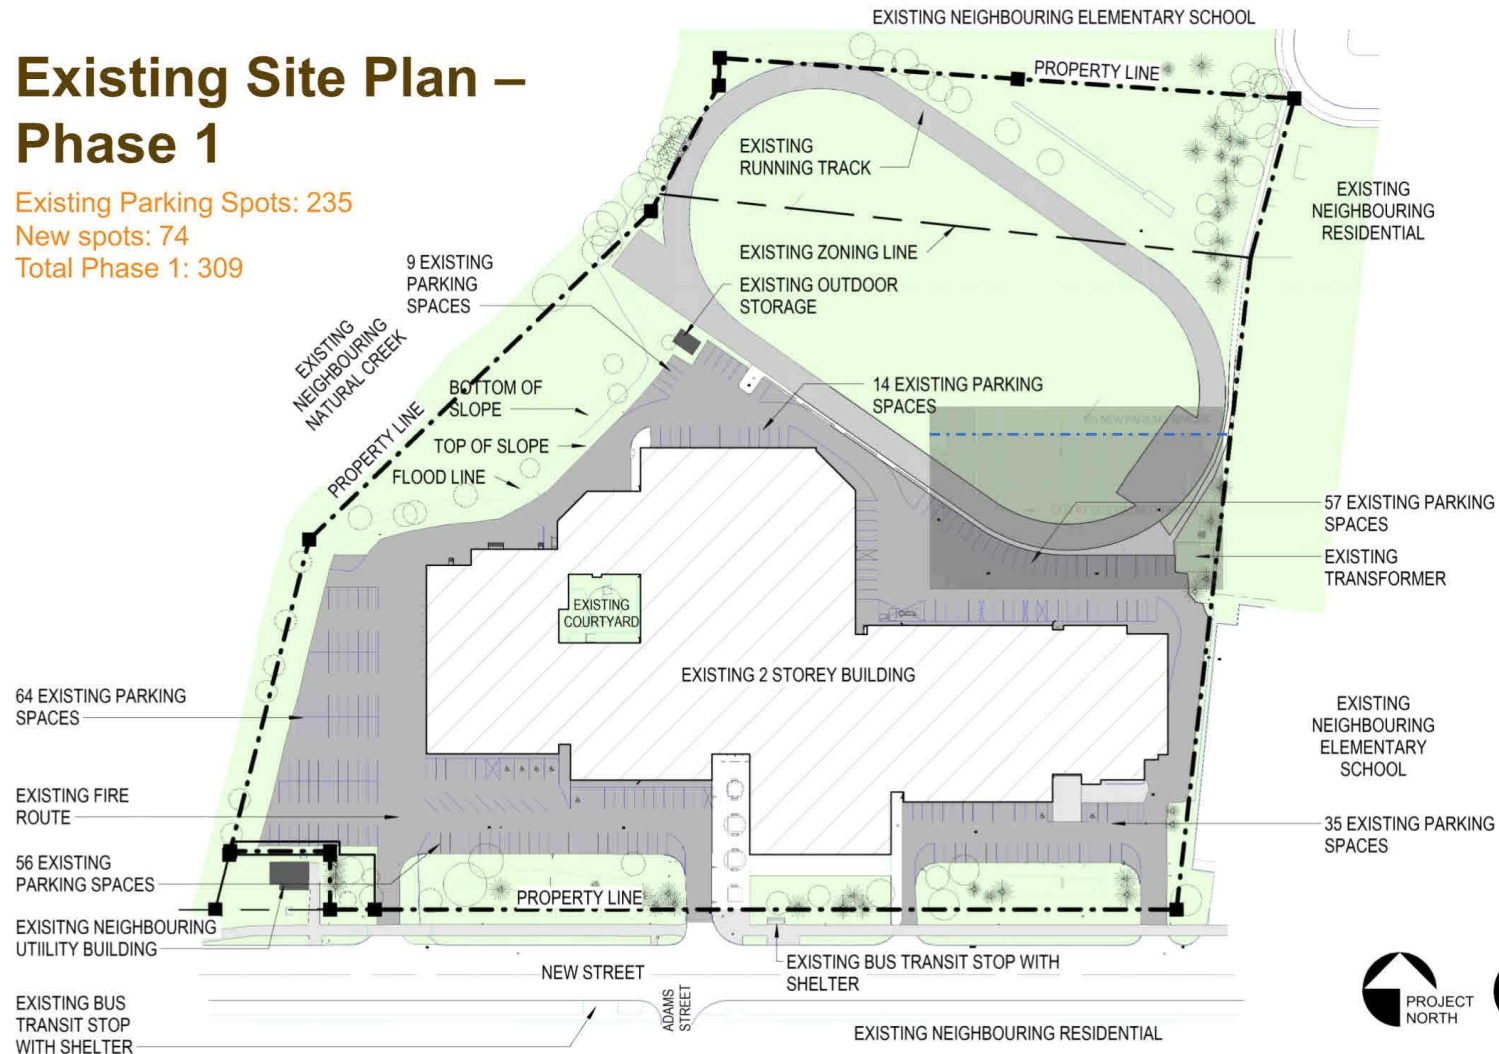 EXISTING NEIGHBOURING ELEMENTARY SCHOOL
Existing Site Plan –
Phase 1
Existing Parking Spots: 235
New spots: 74
Total Phase 1: 309
PROPERTY LINE
EXISTING
RUNNING TRACK
EXISTING
NEIGHBOURING
RESIDENTIAL
EXISTING ZONING LINE
9 EXISTING
PARKING
SPACES
EXISTING OUTDOOR
STORAGE
EXISTING
NEIGHBOURING
NATURAL CREEK
BOTTOM OF
SLOPE
14 EXISTING PARKING
SPACES
PROPERTY LINE
TOP OF SLOPE
FLOOD LINE
57 EXISTING PARKING
SPACES
EXISTING
TRANSFORMER
EXISTING
COURTYARD
EXISTING 2 STOREY BUILDING
64 EXISTING PARKING
SPACES
EXISTING
NEIGHBOURING
ELEMENTARY
SCHOOL
EXISTING FIRE
ROUTE
35 EXISTING PARKING
SPACES
56 EXISTING
PARKING SPACES
PROPERTY LINE
EXISITNG NEIGHBOURING
UTIILITY BUILDING
EXISTING BUS TRANSIT STOP WITH
SHELTER
NEW STREET
ADAMS
STREET
EXISTING BUS
TRANSIT STOP
WITH SHELTER
EXISTING NEIGHBOURING RESIDENTIAL
PROJECT
NORTH